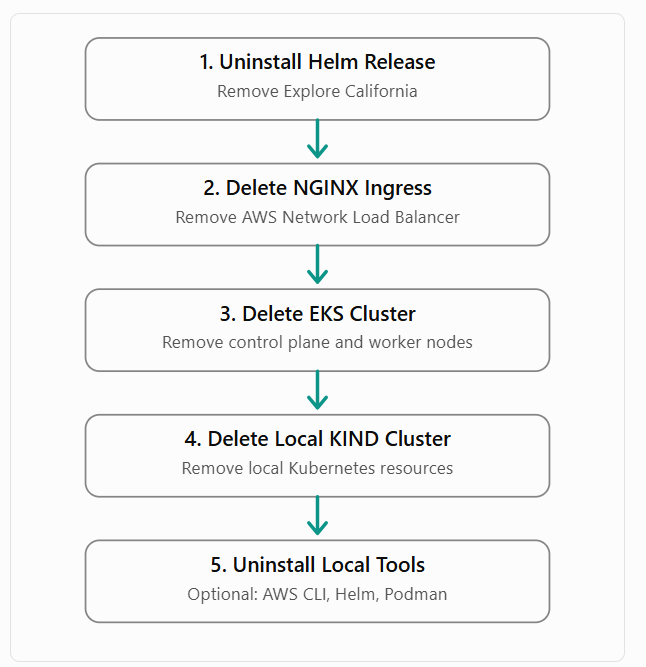 1. Uninstall Helm Release
Remove Explore California
2. Delete NGINX Ingress
Remove AWS Network Load Balancer
3. Delete EKS Cluster
Remove control plane and worker nodes
4. Delete Local KIND Cluster
Remove local Kubernetes resources
5. Uninstall Local Tools
Optional: AWS CLI, Helm, Podman